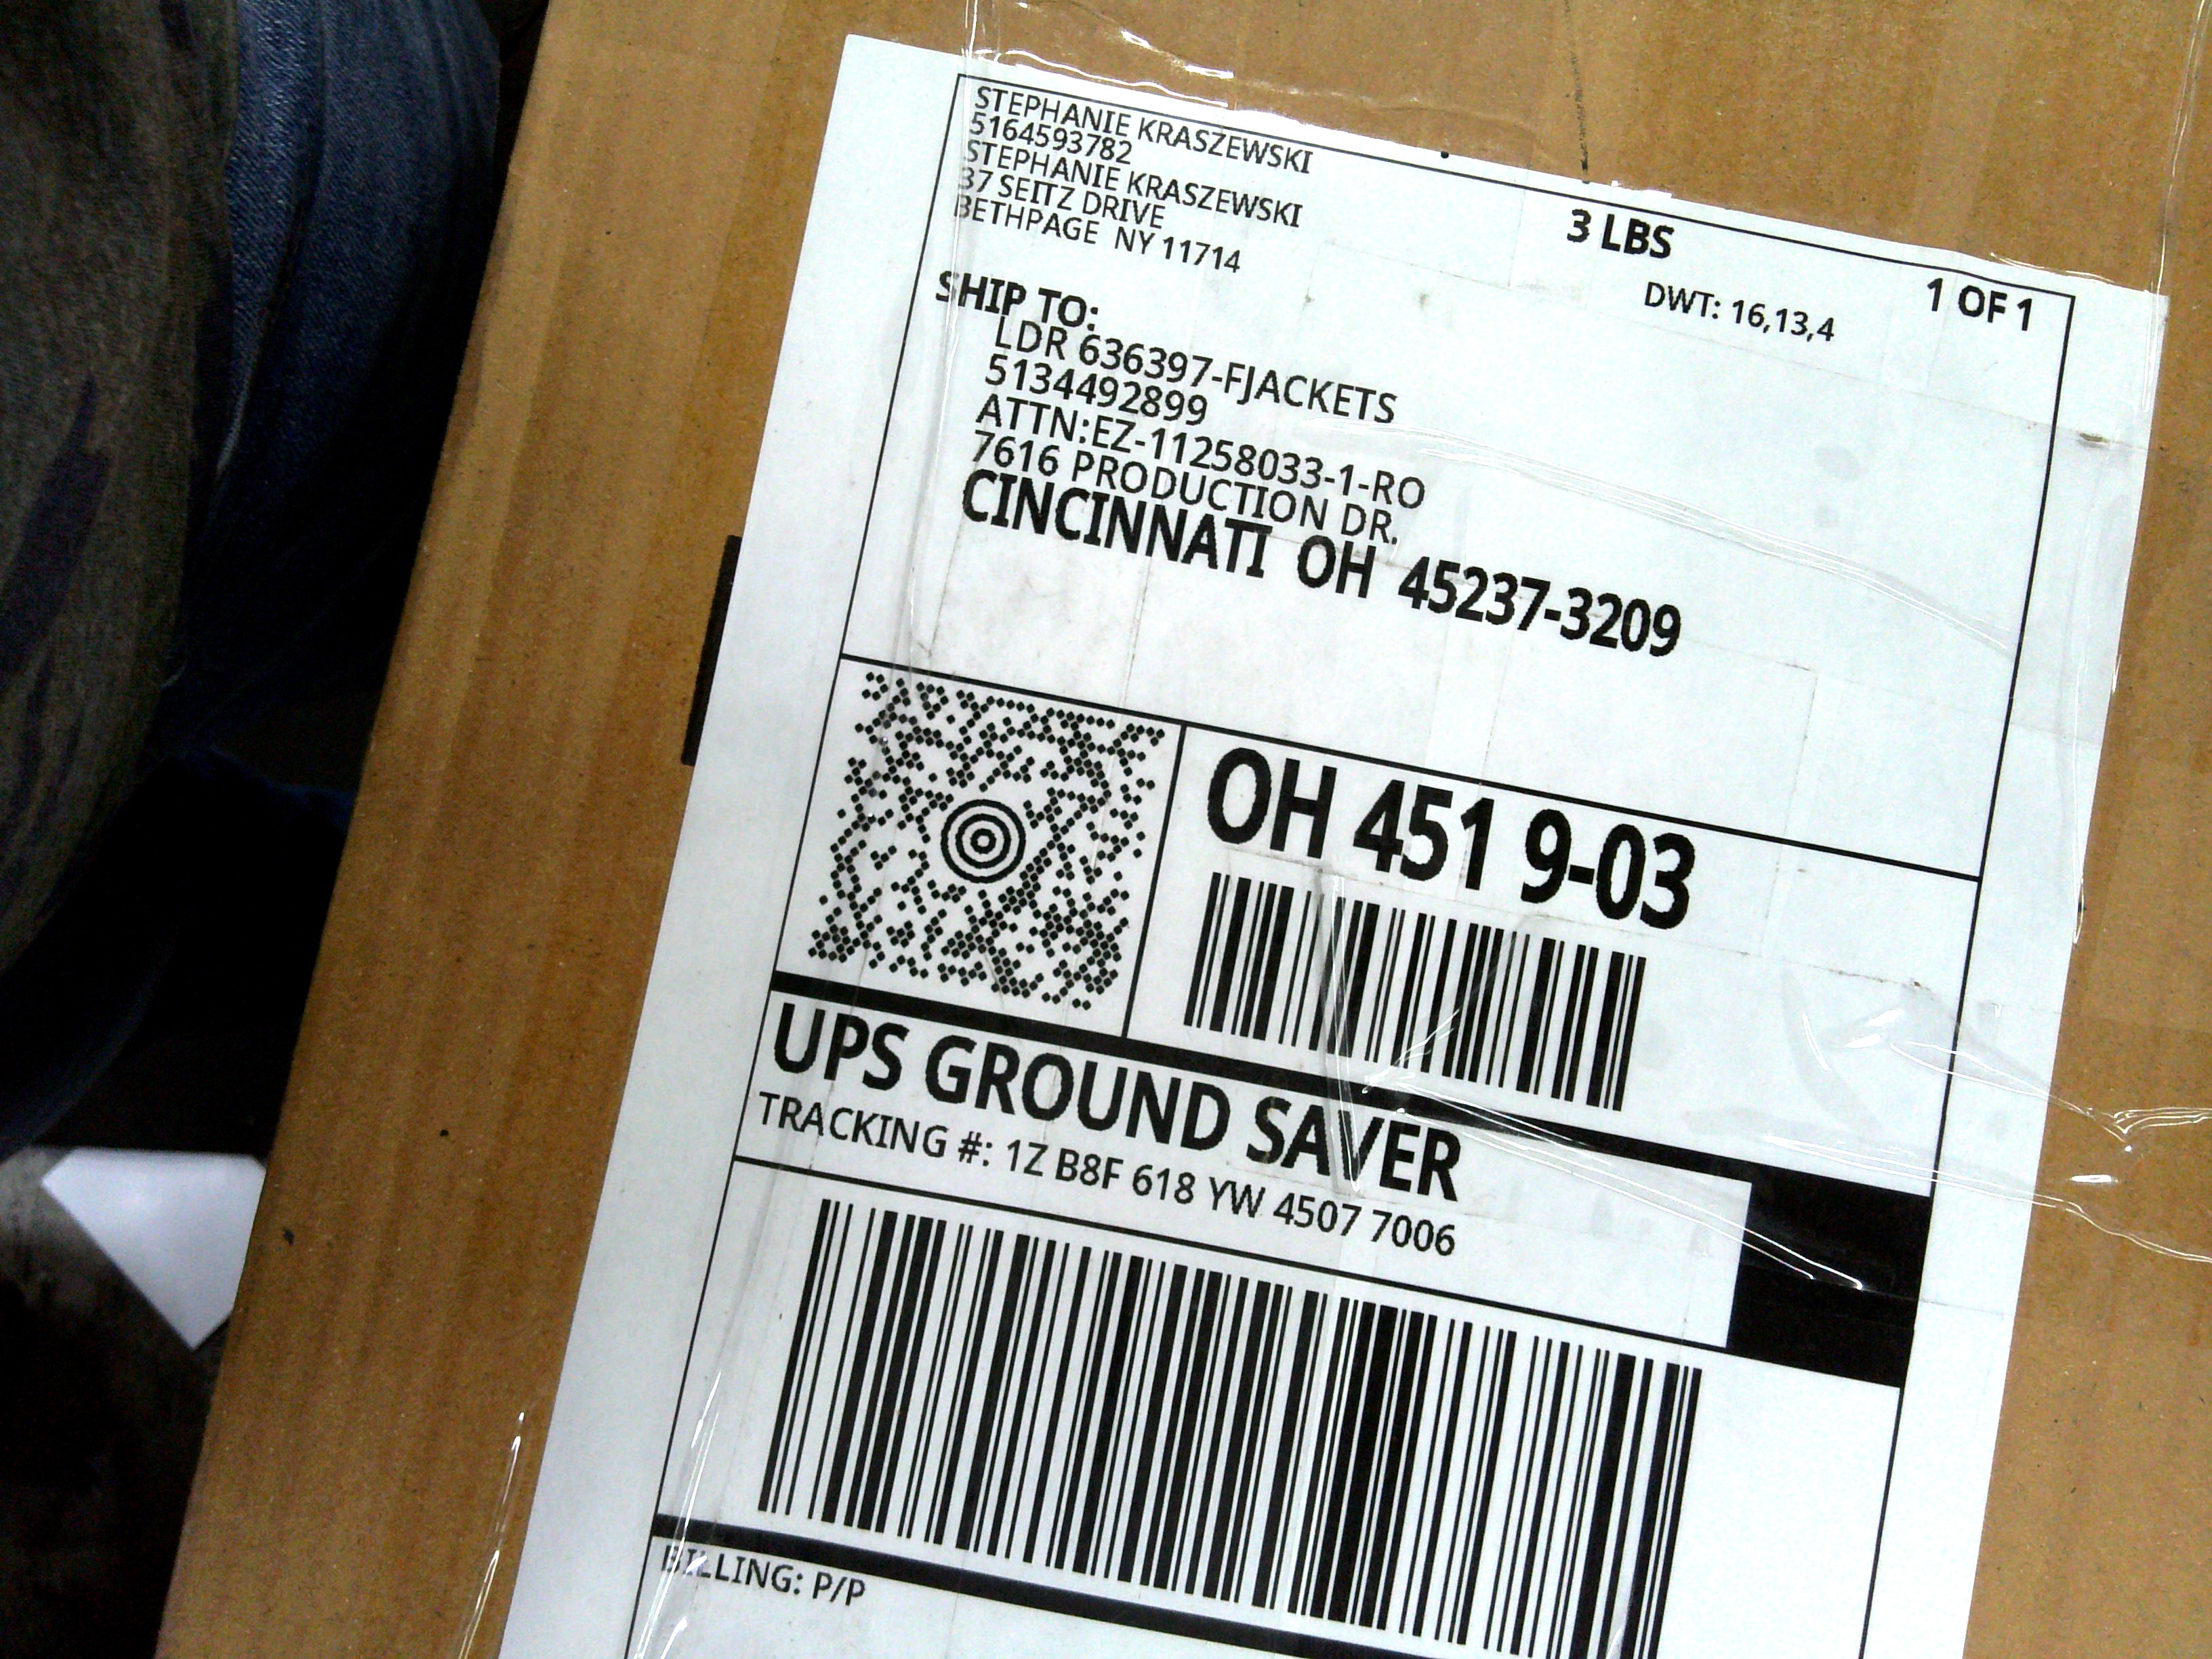 STEPHANIE KRASZEWSKI
5164593782
STEPHANIE KRASZEWSKI
37 SEITZ DRIVE
BETHPAGE NY 11714
3 LBS
1 OF 1
DWT: 16,13,4
SHIP TO:
LDR 636397-FJACKETS
5134492899
ATTN:EZ-11258033-1-RO
7616 PRODUCTION DR.
CINCINNATI OH 45237-3209
OH 451 9-03
UPS GROUND SAVER
TRACKING #: 1Z B8F 618 YW 4507 7006
BILLING: P/P